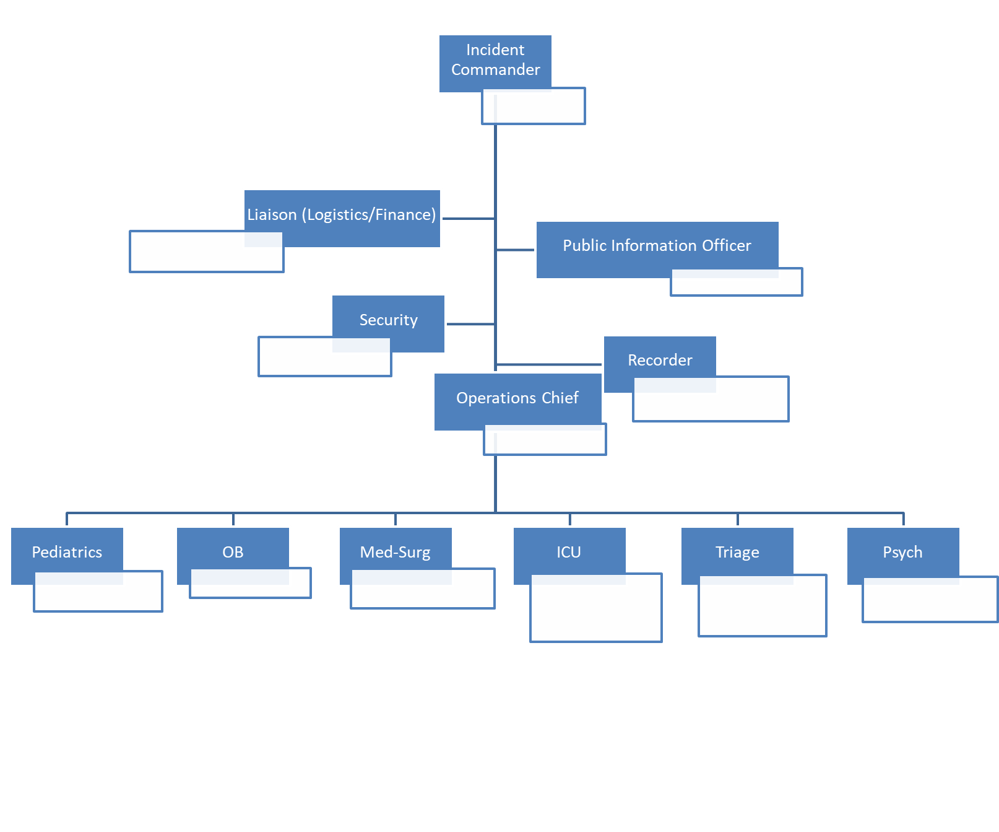 Incident
Commander
Liaison (Logistics/Finance)
Public Information Officer
Security
Recorder
Operations Chief
Pediatrics
OB
Med-Surg
ICU
Triage
Psych